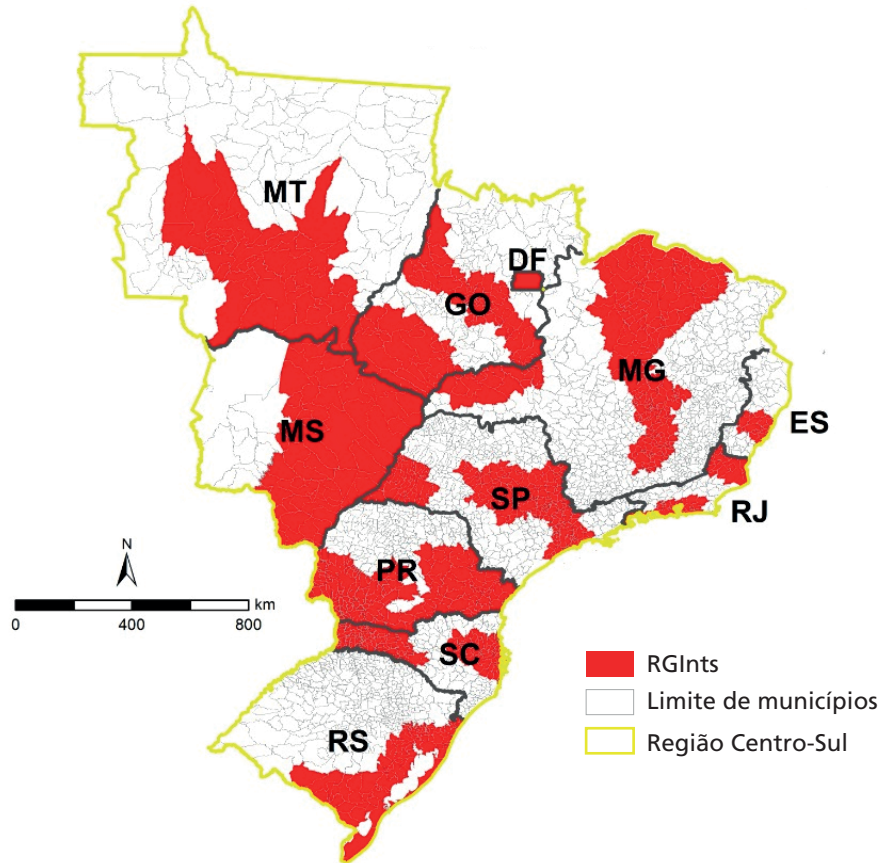 MT
DF
GO
MG
MS
ES
SP
RJ
N
PR
km
0 400 800
SC
RGInts
Limite de municípios
RS
Região Centro-Sul